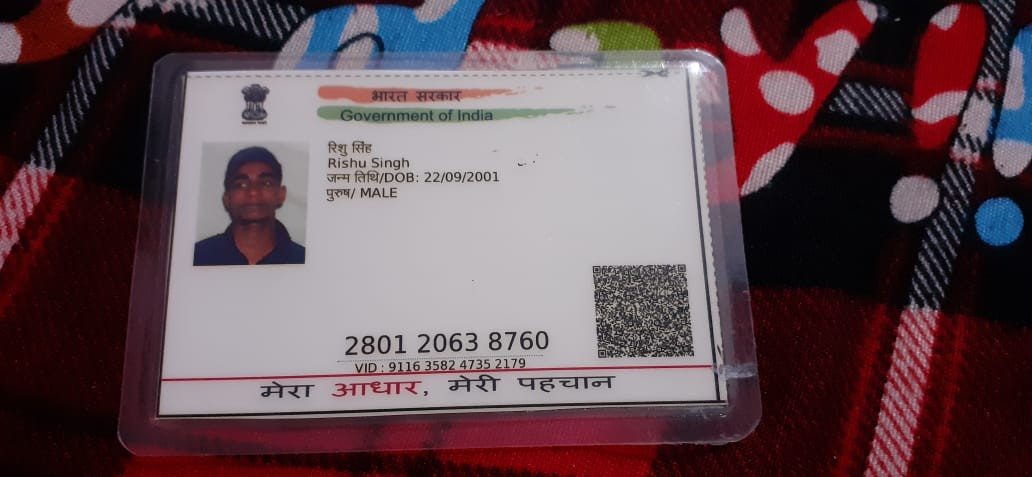 भारत सरकार
Government of India
रिशु सिंह
Rishu Singh
जन्म तिथि/DOB: 22/09/2001
पुरुष/ MALE
2801 2063 8760
VID : 9116 3582 4735 2179
मेरा आधार, मेरी पहचान